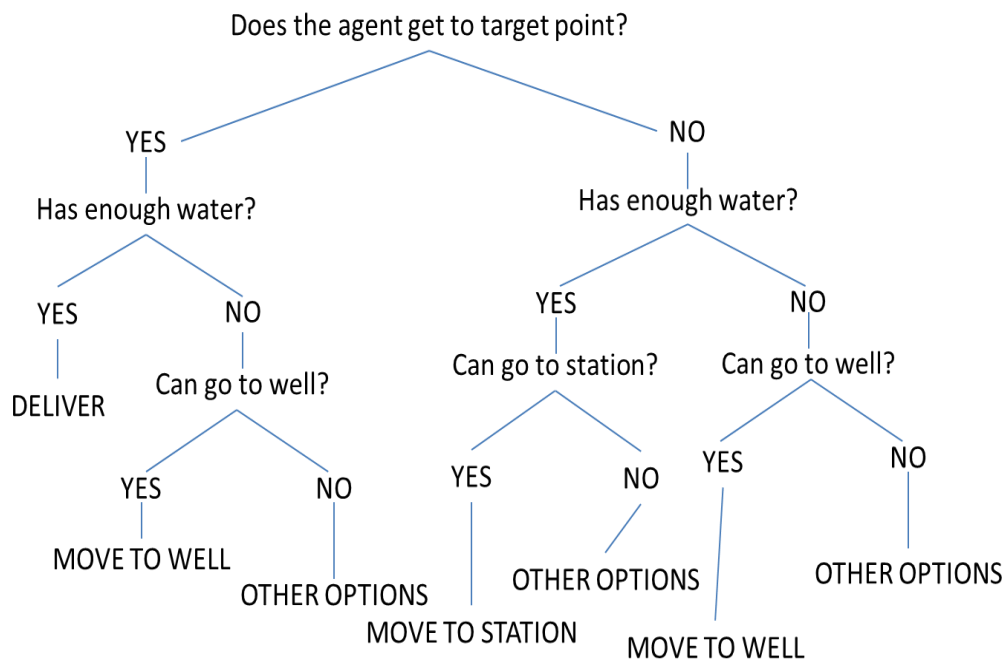 Does the agent get to target point?
YES
NO
Has enough water?
Has enough water?
YES
NO
YES
NO
Can go to well?
Can go to station?
Can go to well?
DELIVER
YES
NO
YES
NO
YES
NO
MOVE TO WELL
OTHER OPTIONS
OTHER OPTIONS
OTHER OPTIONS
MOVE TO STATION
MOVE TO WELL